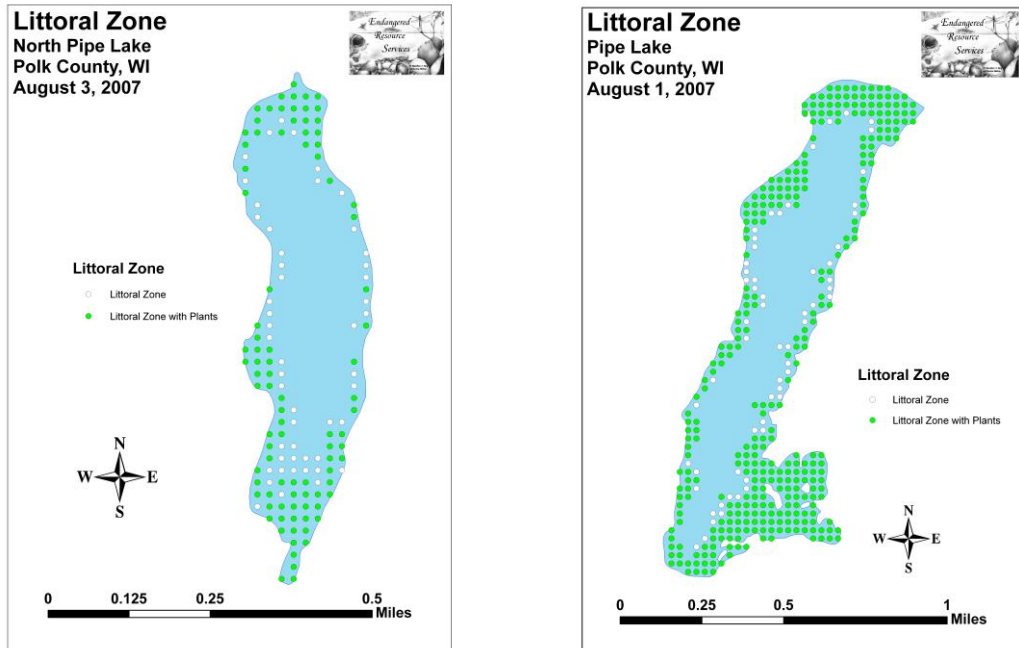 Littoral Zone
North Pipe Lake
Polk County, WI
August 3, 2007
Endangered
Resource
Services
Littoral Zone
Littoral Zone
Littoral Zone with Plants
N
W E
S
0 0.125 0.25 0.5
Miles
Littoral Zone
Pipe Lake
Polk County, WI
August 1, 2007
Endangered
Resource
Services
Littoral Zone
Littoral Zone
Littoral Zone with Plants
N
W E
S
0 0.25 0.5 1
Miles